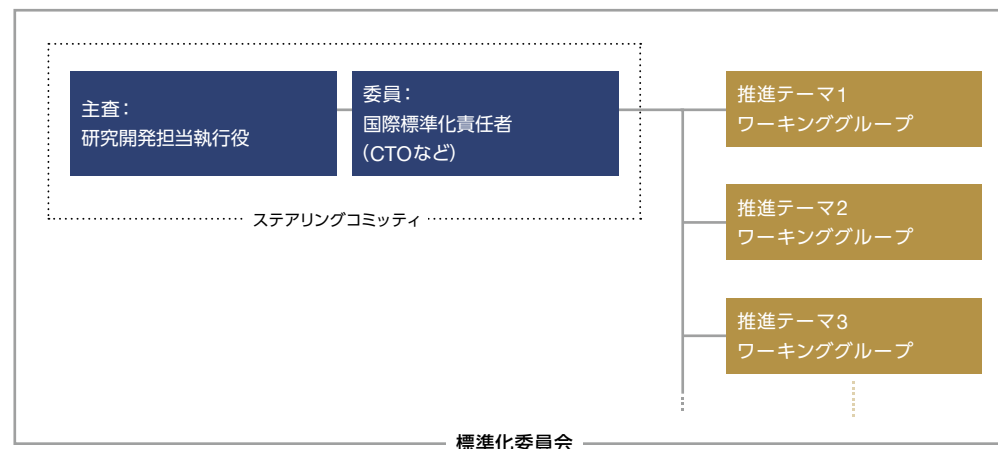 主査：
研究開発担当執行役
委員：
国際標準化責任者
（CTOなど）
ステアリングコミッティ
推進テーマ1
ワーキンググループ
推進テーマ2
ワーキンググループ
推進テーマ3
ワーキンググループ
標準化委員会